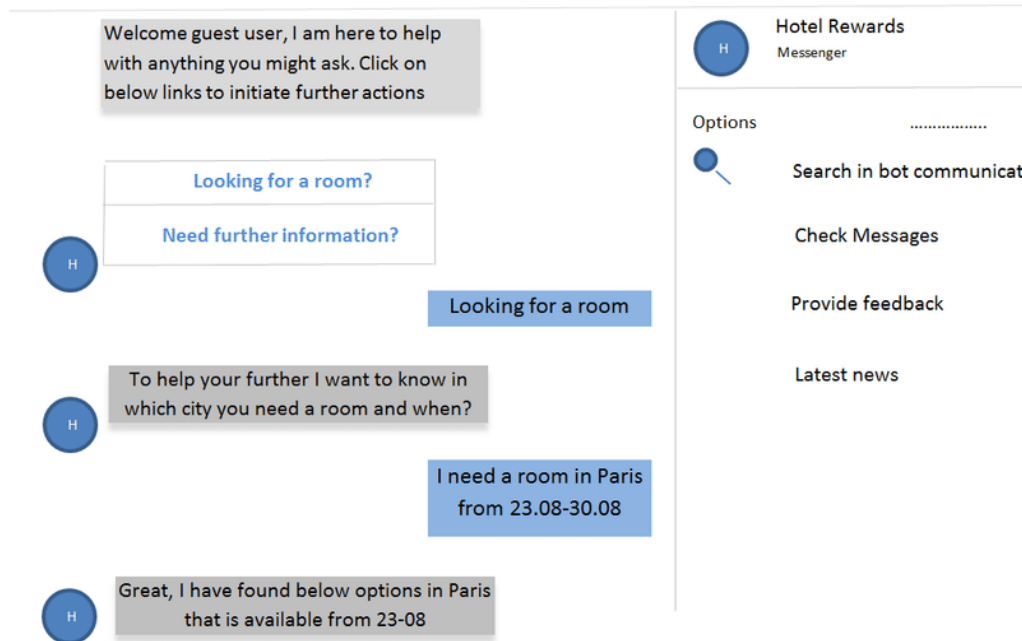 Welcome guest user, I am here to help
with anything you might ask. Click on
below links to initiate further actions
Looking for a room?
Need further information?
H
Looking for a room
To help your further I want to know in
which city you need a room and when?
H
I need a room in Paris
from 23.08-30.08
Great, I have found below options in Paris
that is available from 23-08
H
H
Hotel Rewards
Messenger
Options
.................
Search in bot communicat
Check Messages
Provide feedback
Latest news